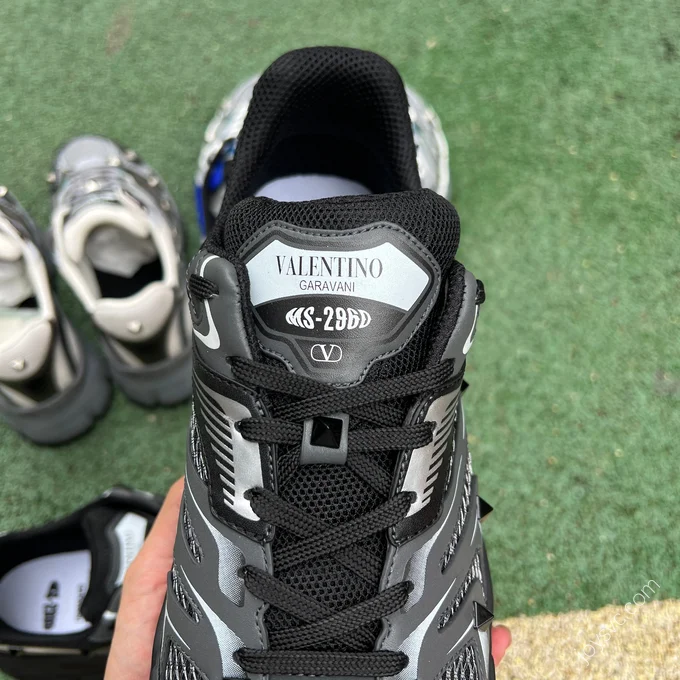 VALENTINO
GARAVANI
MS-2960
V